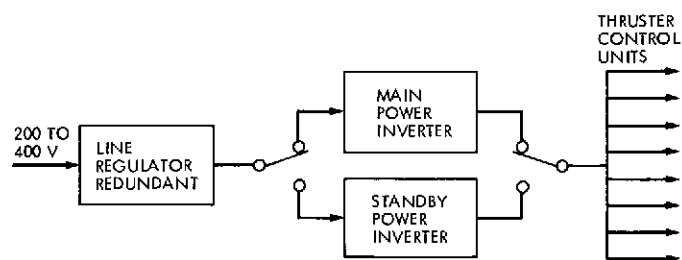 200 TO
400 V
LINE
REGULATOR
REDUNDANT
MAIN
POWER
INVERTER
STANDBY
POWER
INVERTER
THRUSTER
CONTROL
UNITS